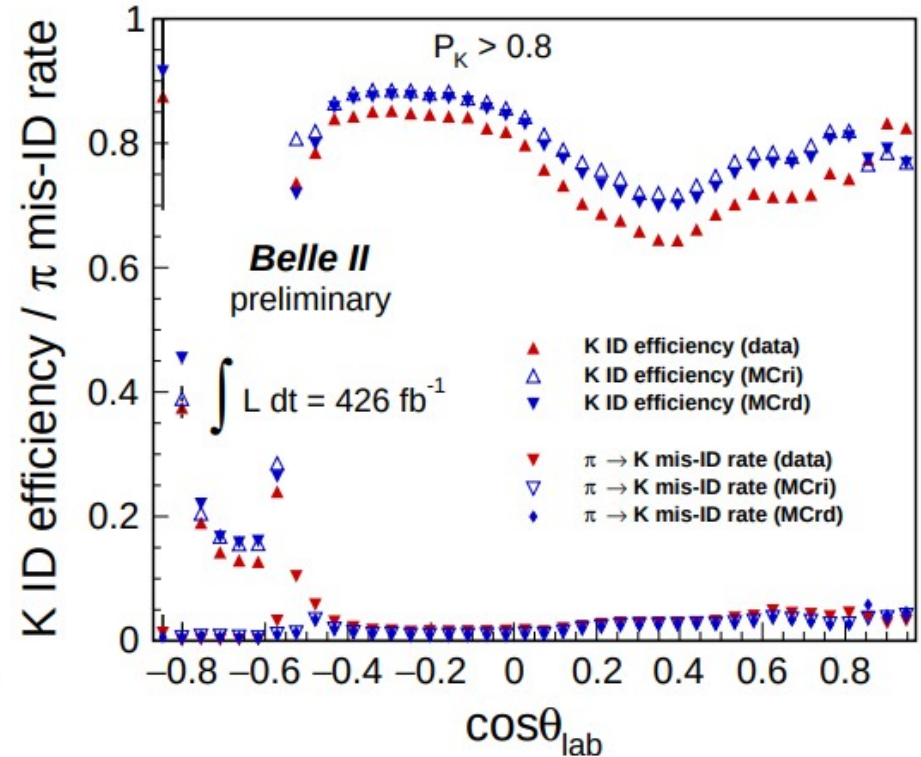 K ID efficiency / π mis-ID rate
1
0.8
0.6
0.4
0.2
0
P_K > 0.8
Belle II
preliminary
∫ L dt = 426 fb⁻¹
K ID efficiency (data)
K ID efficiency (MCri)
K ID efficiency (MCrd)
π → K mis-ID rate (data)
π → K mis-ID rate (MCri)
π → K mis-ID rate (MCrd)
−0.8 −0.6 −0.4 −0.2 0 0.2 0.4 0.6 0.8
cosθ_lab